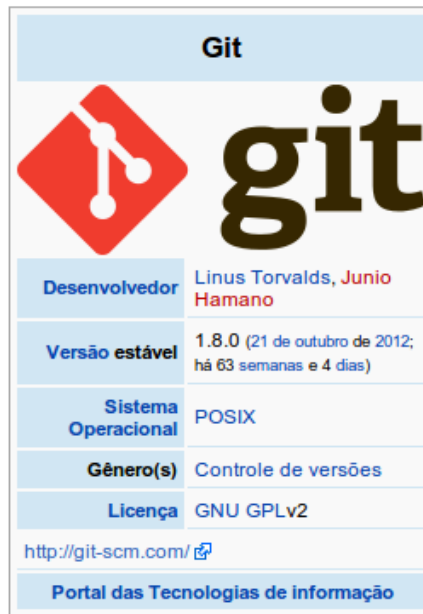 Git
git
Desenvolvedor Linus Torvalds, Junio
Hamano
Versão estável 1.8.0 (21 de outubro de 2012;
há 63 semanas e 4 dias)
Sistema
Operacional POSIX
Gênero(s) Controle de versões
Licença GNU GPLv2
http://git-scm.com/
Portal das Tecnologias de informação